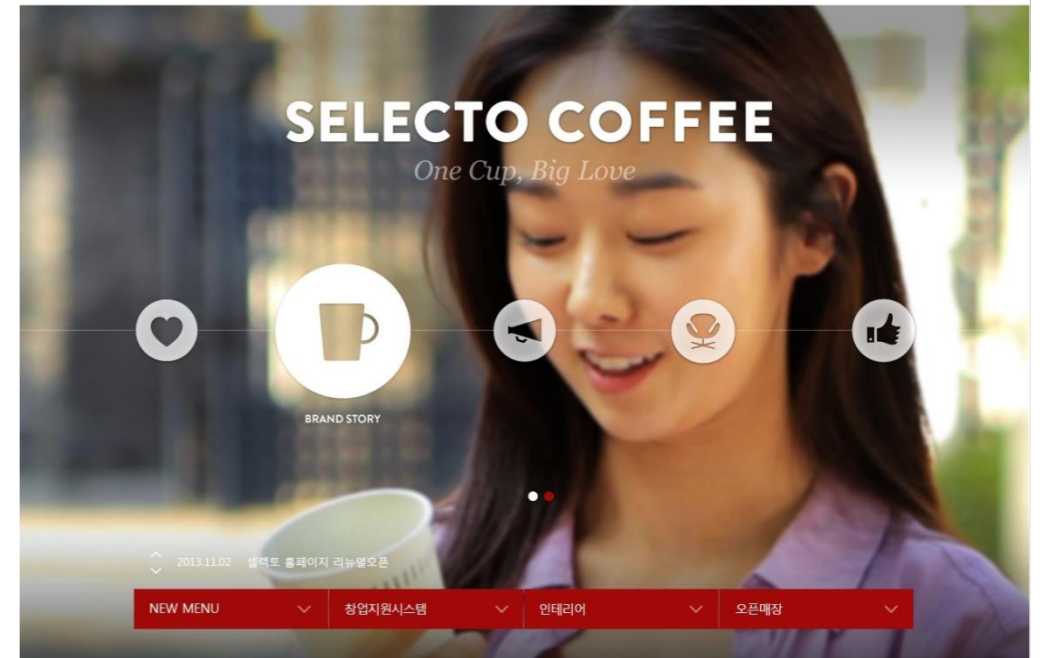 SELECTO COFFEE
One Cup, Big Love
BRAND STORY
2013.11.02 셀렉토 홈페이지 리뉴얼오픈
NEW MENU
창업지원시스템
인테리어
오픈매장